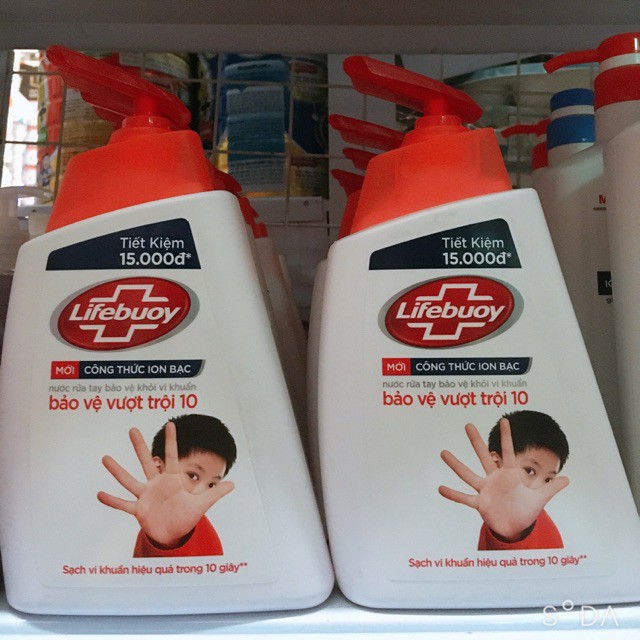 Tiết Kiệm
15.000đ*
Lifebuoy
MỚI CÔNG THỨC ION BẠC
nước rửa tay bảo vệ khỏi vi khuẩn
bảo vệ vượt trội 10
Sạch vi khuẩn hiệu quả trong 10 giây**
Tiết Kiệm
15.000đ*
Lifebuoy
MỚI CÔNG THỨC ION BẠC
nước rửa tay bảo vệ khỏi vi khuẩn
bảo vệ vượt trội 10
Sạch vi khuẩn hiệu quả trong 10 giây**
SODA